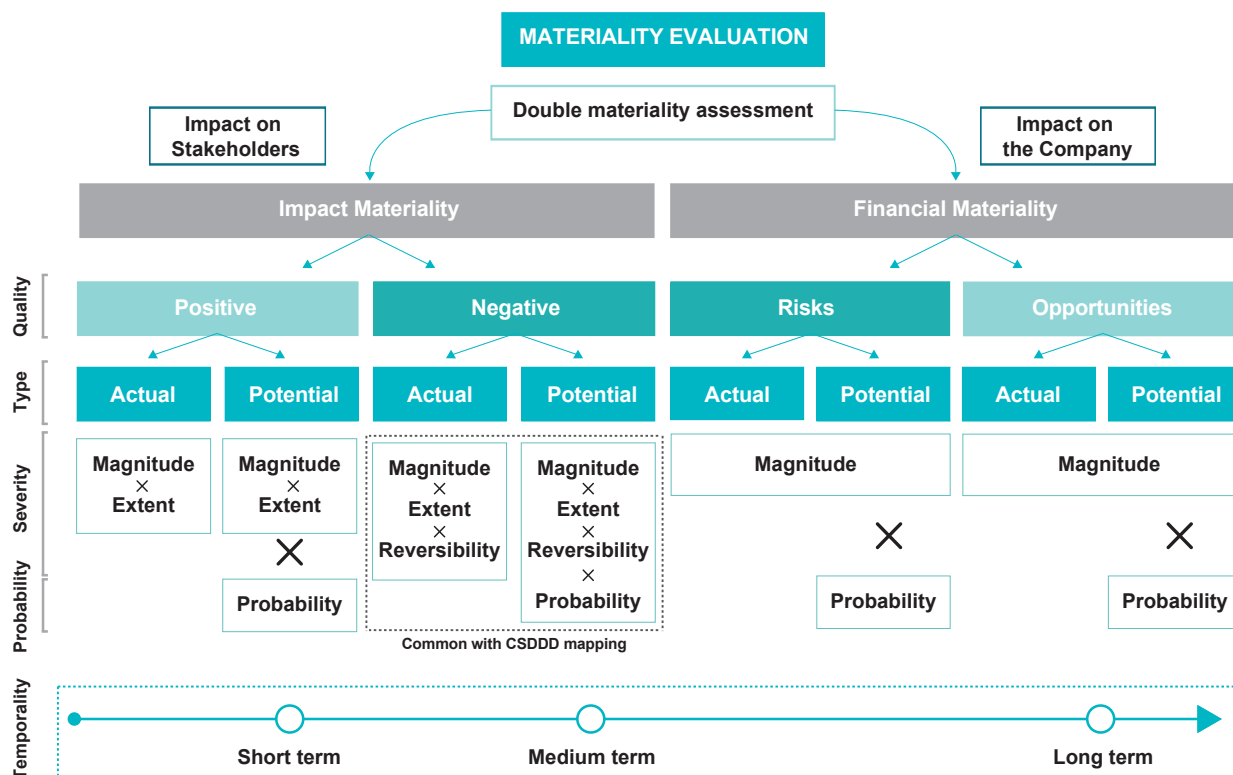 MATERIALITY EVALUATION
Double materiality assessment
Impact on
Stakeholders
Impact on
the Company
Impact Materiality
Financial Materiality
Quality
Positive
Negative
Risks
Opportunities
Type
Actual
Potential
Actual
Potential
Actual
Potential
Actual
Potential
Severity
Magnitude
×
Extent
Magnitude
×
Extent
×
Probability
Magnitude
×
Extent
×
Reversibility
Magnitude
×
Extent
×
Reversibility
×
Probability
Magnitude
×
Probability
Magnitude
×
Probability
Probability
Common with CSDDD mapping
Temporality
Short term
Medium term
Long term